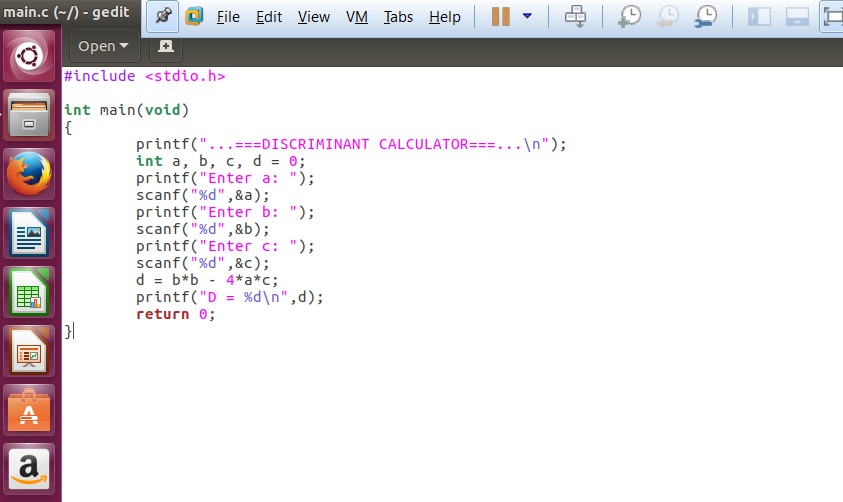 main.c (~/) - gedit
File Edit View VM Tabs Help
Open
#include <stdio.h>
int main(void)
{
printf("...===DISCRIMINANT CALCULATOR===...\n");
int a, b, c, d = 0;
printf("Enter a: ");
scanf("%d",&a);
printf("Enter b: ");
scanf("%d",&b);
printf("Enter c: ");
scanf("%d",&c);
d = b*b - 4*a*c;
printf("D = %d\n",d);
return 0;
}